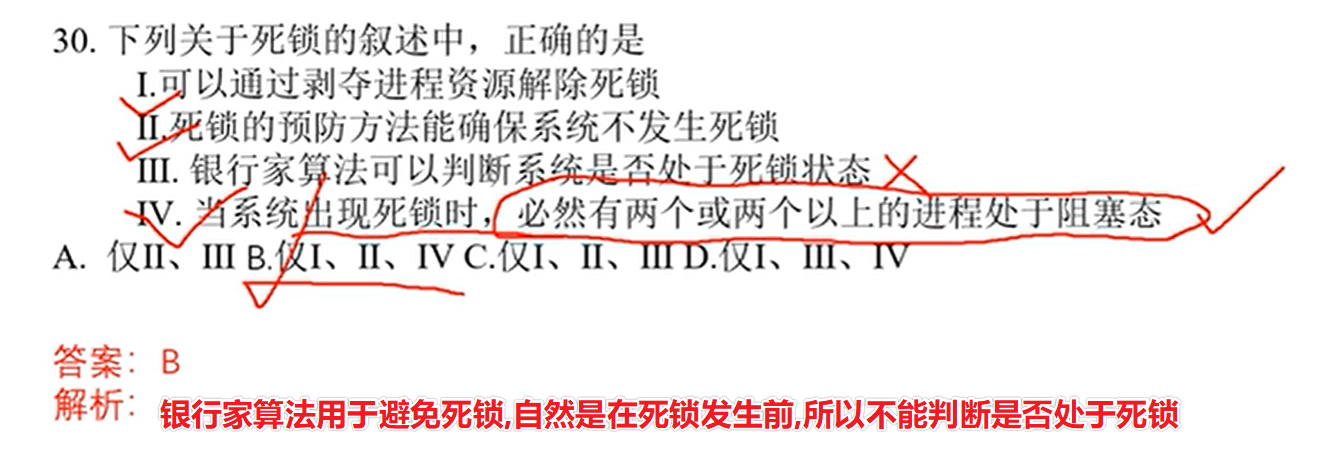 30. 下列关于死锁的叙述中，正确的是
I.可以通过剥夺进程资源解除死锁
II.死锁的预防方法能确保系统不发生死锁
III. 银行家算法可以判断系统是否处于死锁状态
IV. 当系统出现死锁时，必然有两个或两个以上的进程处于阻塞态
A. 仅II、III B.仅I、II、IV C.仅I、II、III D.仅I、III、IV
答案：B
解析：银行家算法用于避免死锁,自然是在死锁发生前,所以不能判断是否处于死锁